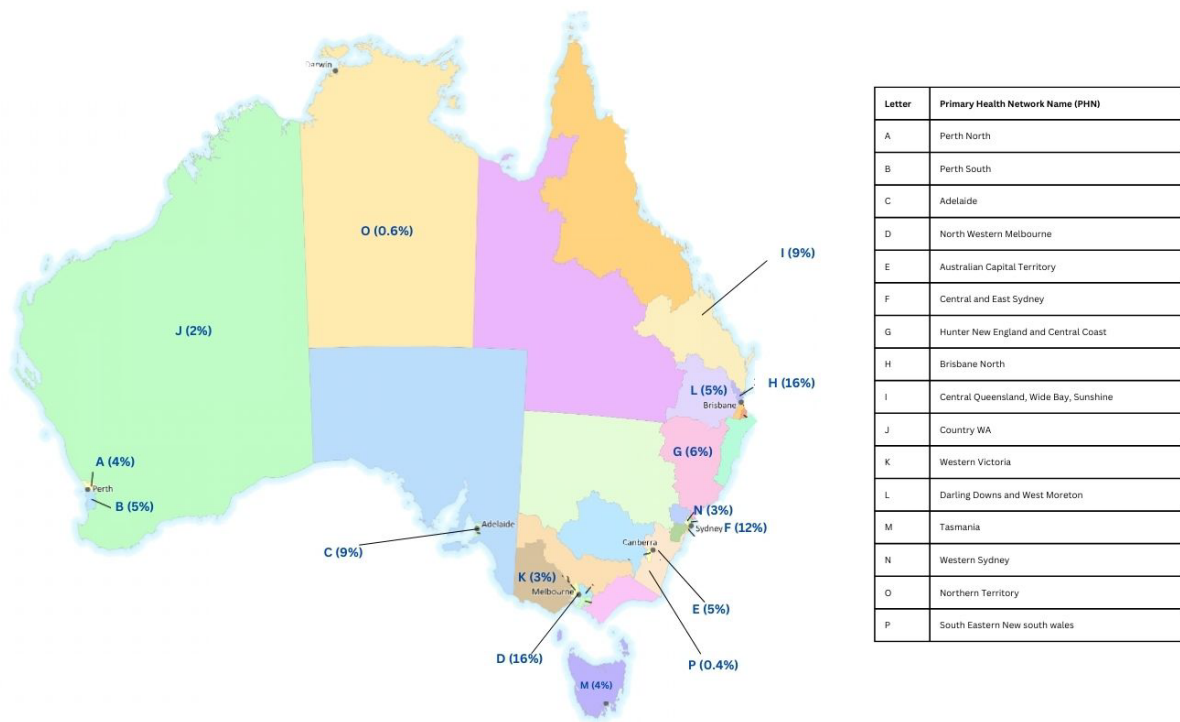 Darwin
O (0.6%)
I (9%)
J (2%)
L (5%)
H (16%)
Brisbane
G (6%)
A (4%)
Perth
B (5%)
N (3%)
Adelaide
Sydney F (12%)
Canberra
C (9%)
K (3%)
Melbourne
E (5%)
D (16%)
P (0.4%)
M (4%)
Letter Primary Health Network Name (PHN)
A Perth North
B Perth South
C Adelaide
D North Western Melbourne
E Australian Capital Territory
F Central and East Sydney
G Hunter New England and Central Coast
H Brisbane North
I Central Queensland, Wide Bay, Sunshine
J Country WA
K Western Victoria
L Darling Downs and West Moreton
M Tasmania
N Western Sydney
O Northern Territory
P South Eastern New south wales